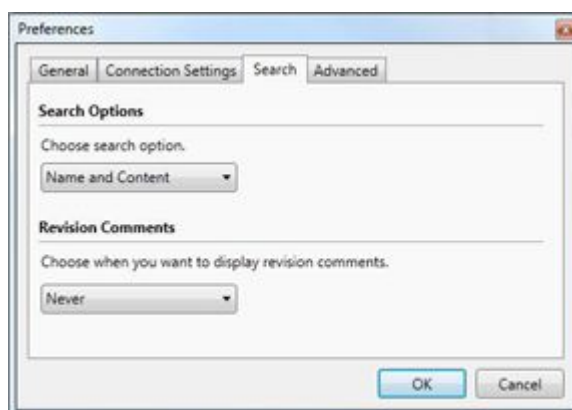 Preferences
General Connection Settings Search Advanced
Search Options
Choose search option.
Name and Content
Revision Comments
Choose when you want to display revision comments.
Never
OK Cancel